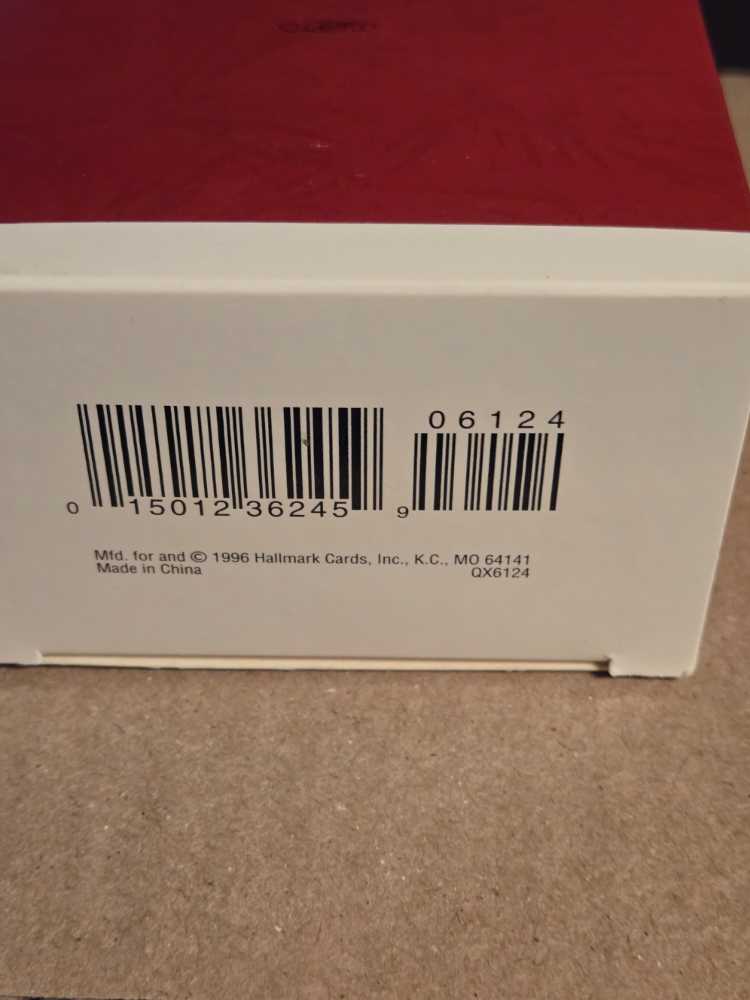 06124
0 15012 36245 9
Mfd. for and © 1996 Hallmark Cards, Inc., K.C., MO 64141
Made in China QX6124